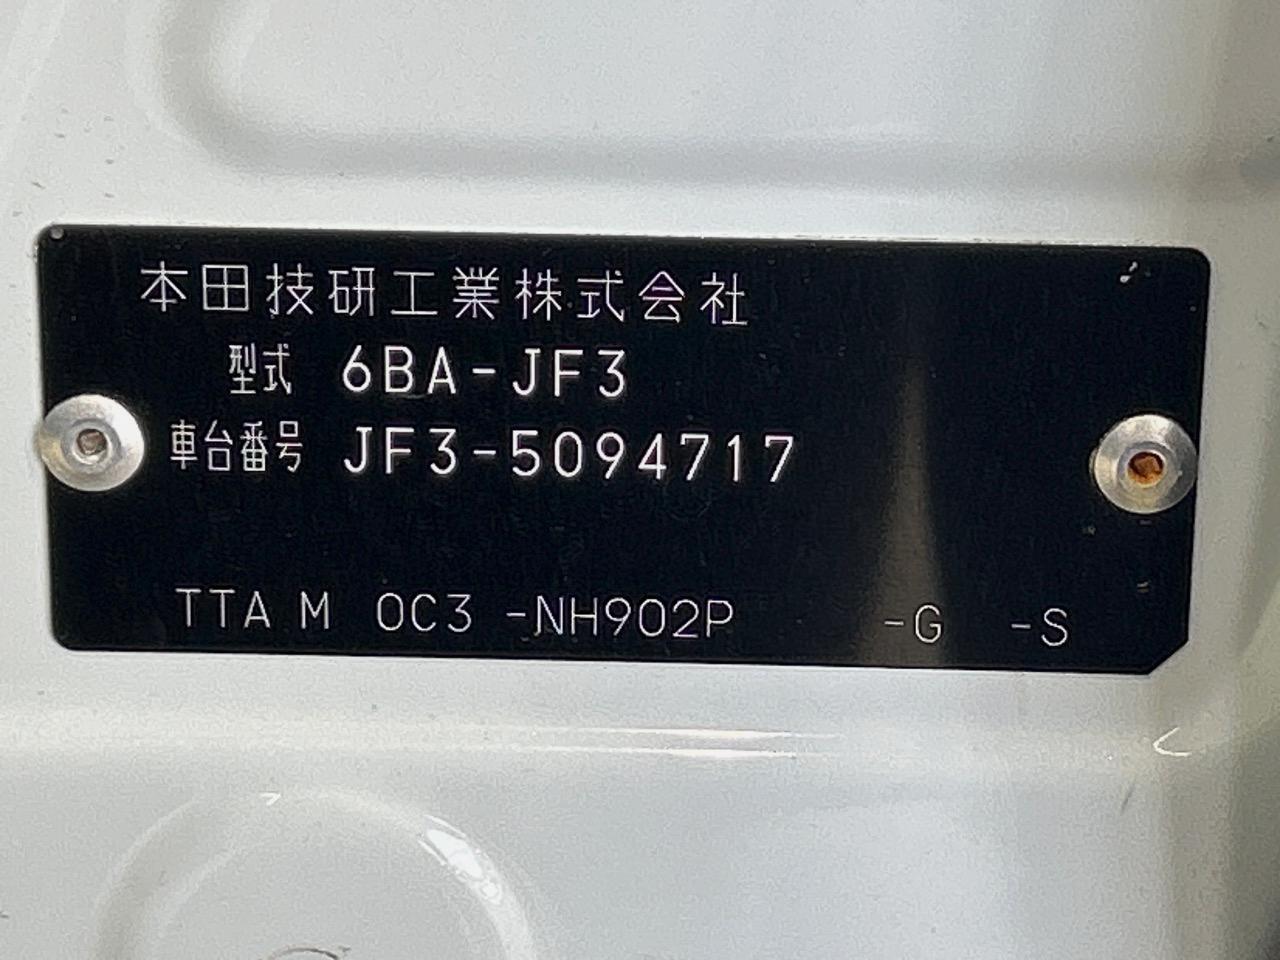 本田技研工業株式会社
型式 6BA-JF3
車台番号 JF3-5094717
TTA M 0C3 -NH902P -G -S